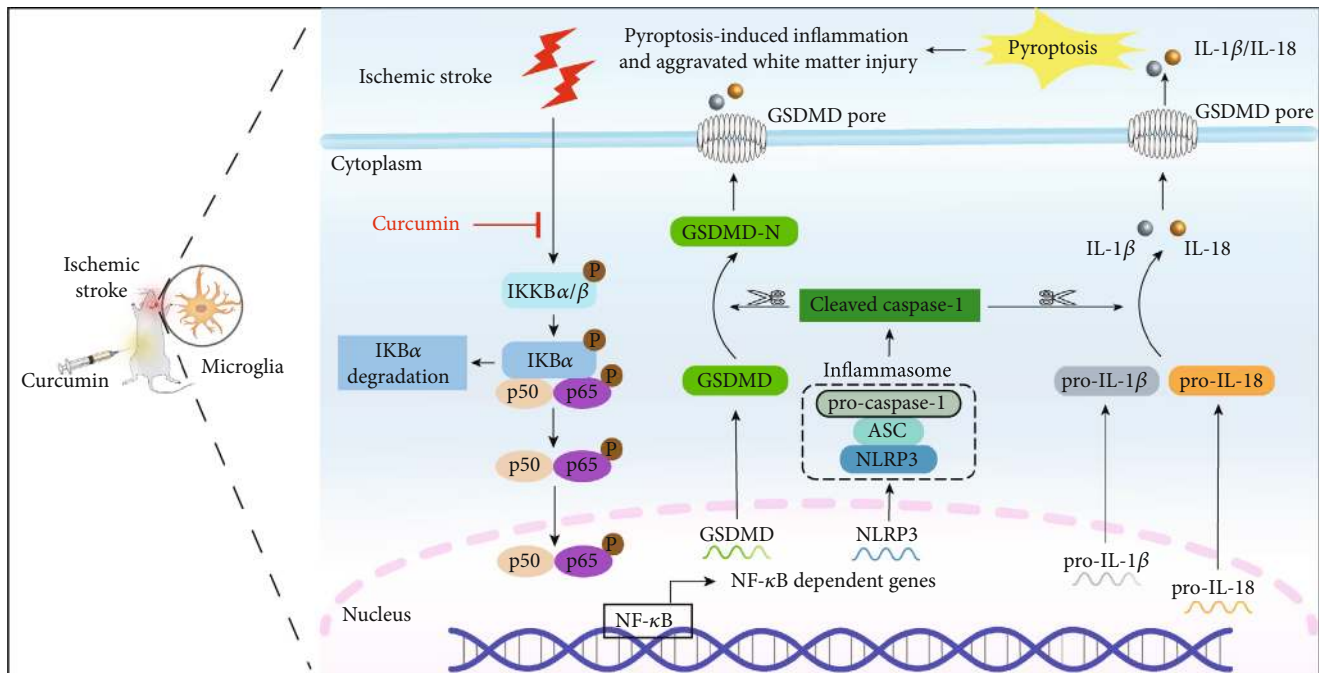 Ischemic
stroke
Curcumin
Microglia
Ischemic stroke
Pyroptosis-induced inflammation
and aggravated white matter injury
Pyroptosis
IL-1β/IL-18
GSDMD pore
GSDMD pore
Cytoplasm
Curcumin
GSDMD-N
IL-1β
IL-18
P
IKKBα/β
Cleaved caspase-1
P
IKBα
IKBα
degradation
P
p50
p65
GSDMD
Inflammasome
pro-caspase-1
ASC
NLRP3
pro-IL-1β
pro-IL-18
P
p50
p65
P
p50
p65
GSDMD
NLRP3
pro-IL-1β
pro-IL-18
NF-κB dependent genes
Nucleus
NF-κB